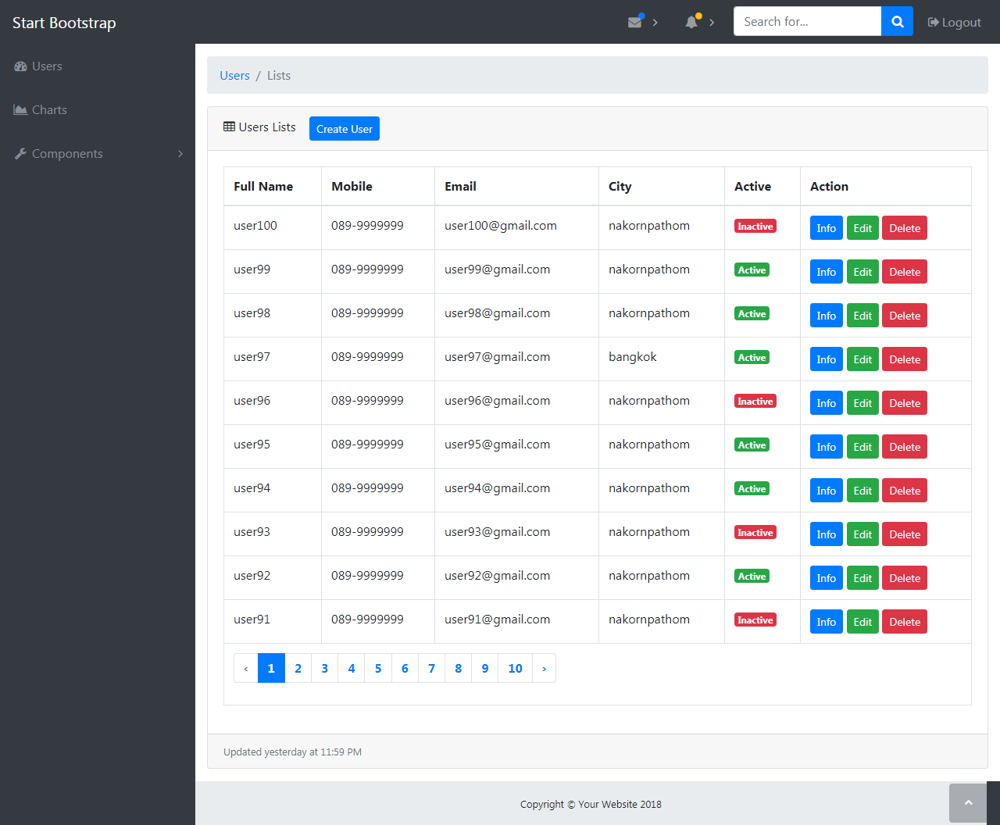 Start Bootstrap
Search for...
Logout
Users
Charts
Components
Users / Lists
Users Lists Create User
Full Name Mobile Email City Active Action
user100 089-9999999 user100@gmail.com nakornpathom Inactive Info Edit Delete
user99 089-9999999 user99@gmail.com nakornpathom Active Info Edit Delete
user98 089-9999999 user98@gmail.com nakornpathom Active Info Edit Delete
user97 089-9999999 user97@gmail.com bangkok Active Info Edit Delete
user96 089-9999999 user96@gmail.com nakornpathom Inactive Info Edit Delete
user95 089-9999999 user95@gmail.com nakornpathom Active Info Edit Delete
user94 089-9999999 user94@gmail.com nakornpathom Active Info Edit Delete
user93 089-9999999 user93@gmail.com nakornpathom Inactive Info Edit Delete
user92 089-9999999 user92@gmail.com nakornpathom Active Info Edit Delete
user91 089-9999999 user91@gmail.com nakornpathom Inactive Info Edit Delete
‹ 1 2 3 4 5 6 7 8 9 10 ›
Updated yesterday at 11:59 PM
Copyright © Your Website 2018